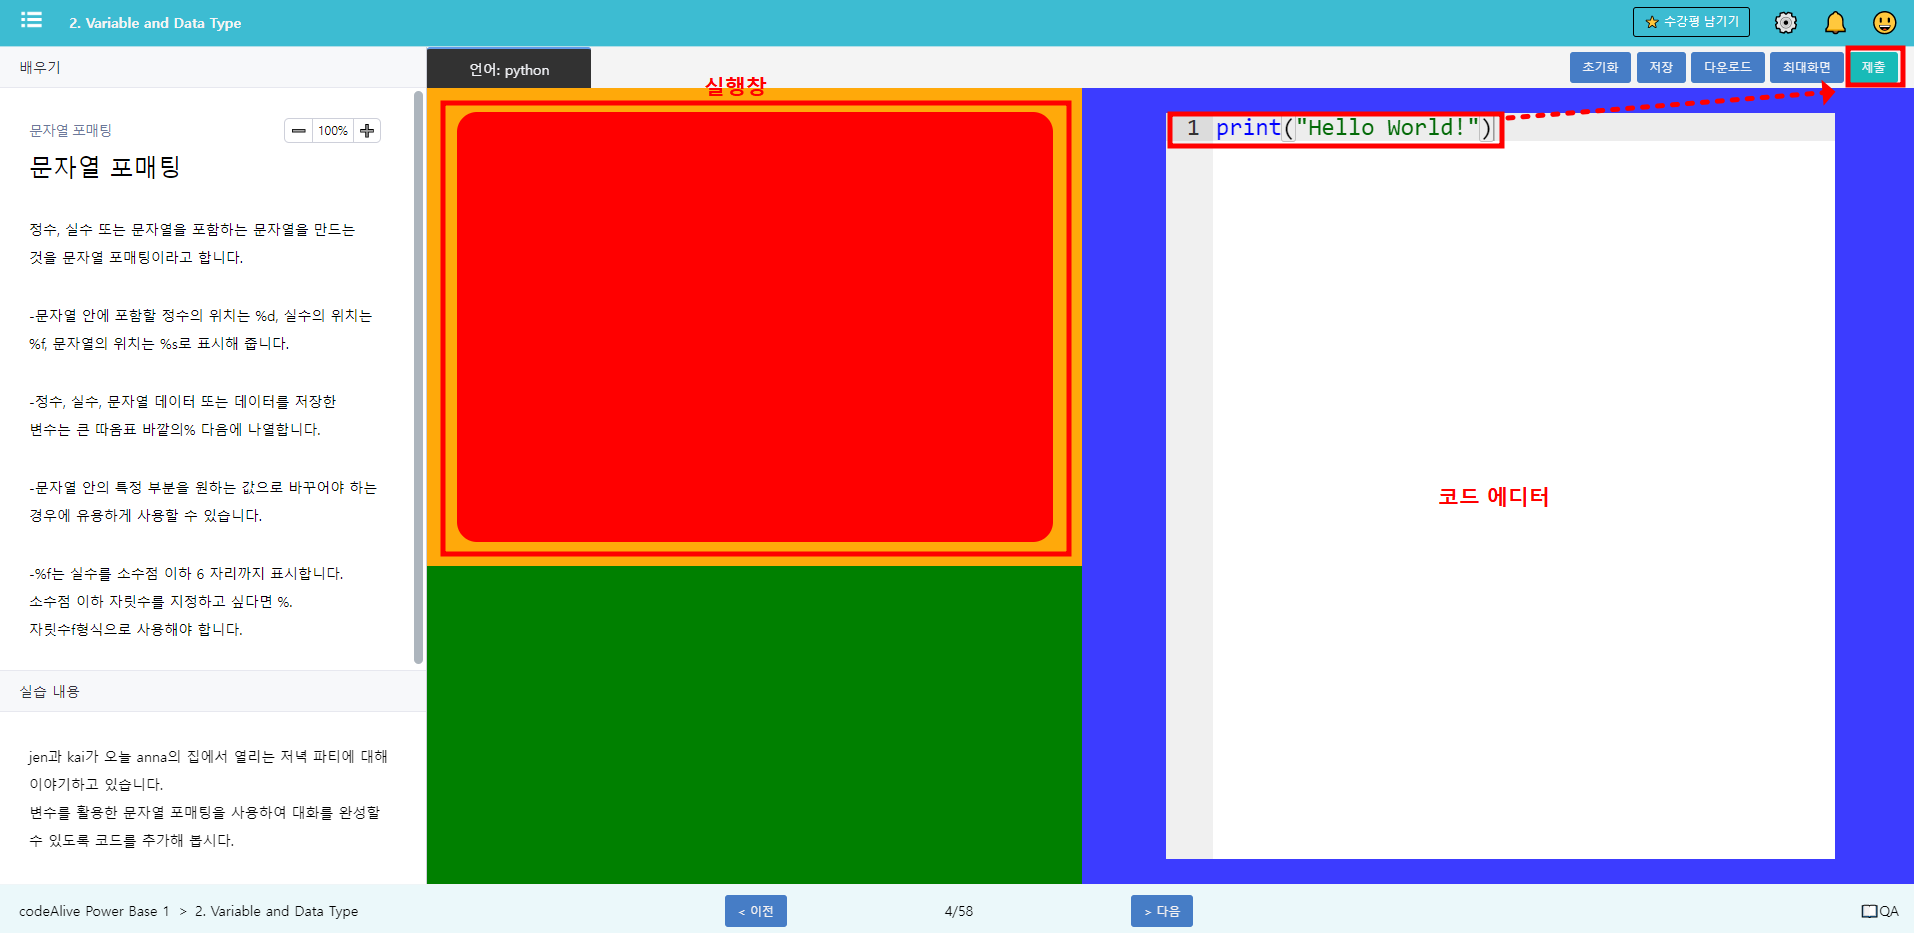 2. Variable and Data Type
수강평 남기기
배우기
언어: python
초기화
저장
다운로드
최대화면
제출
실행창
문자열 포매팅
100%
문자열 포매팅
정수, 실수 또는 문자열을 포함하는 문자열을 만드는
것을 문자열 포매팅이라고 합니다.
-문자열 안에 포함할 정수의 위치는 %d, 실수의 위치는
%f, 문자열의 위치는 %s로 표시해 줍니다.
-정수, 실수, 문자열 데이터 또는 데이터를 저장한
변수는 큰 따옴표 바깥의% 다음에 나열합니다.
-문자열 안의 특정 부분을 원하는 값으로 바꾸어야 하는
경우에 유용하게 사용할 수 있습니다.
-%f는 실수를 소수점 이하 6 자리까지 표시합니다.
소수점 이하 자릿수를 지정하고 싶다면 %.
자릿수f형식으로 사용해야 합니다.
실습 내용
jen과 kai가 오늘 anna의 집에서 열리는 저녁 파티에 대해
이야기하고 있습니다.
변수를 활용한 문자열 포매팅을 사용하여 대화를 완성할
수 있도록 코드를 추가해 봅시다.
1 print("Hello World!")
코드 에디터
codeAlive Power Base 1 > 2. Variable and Data Type
< 이전
4/58
> 다음
QA